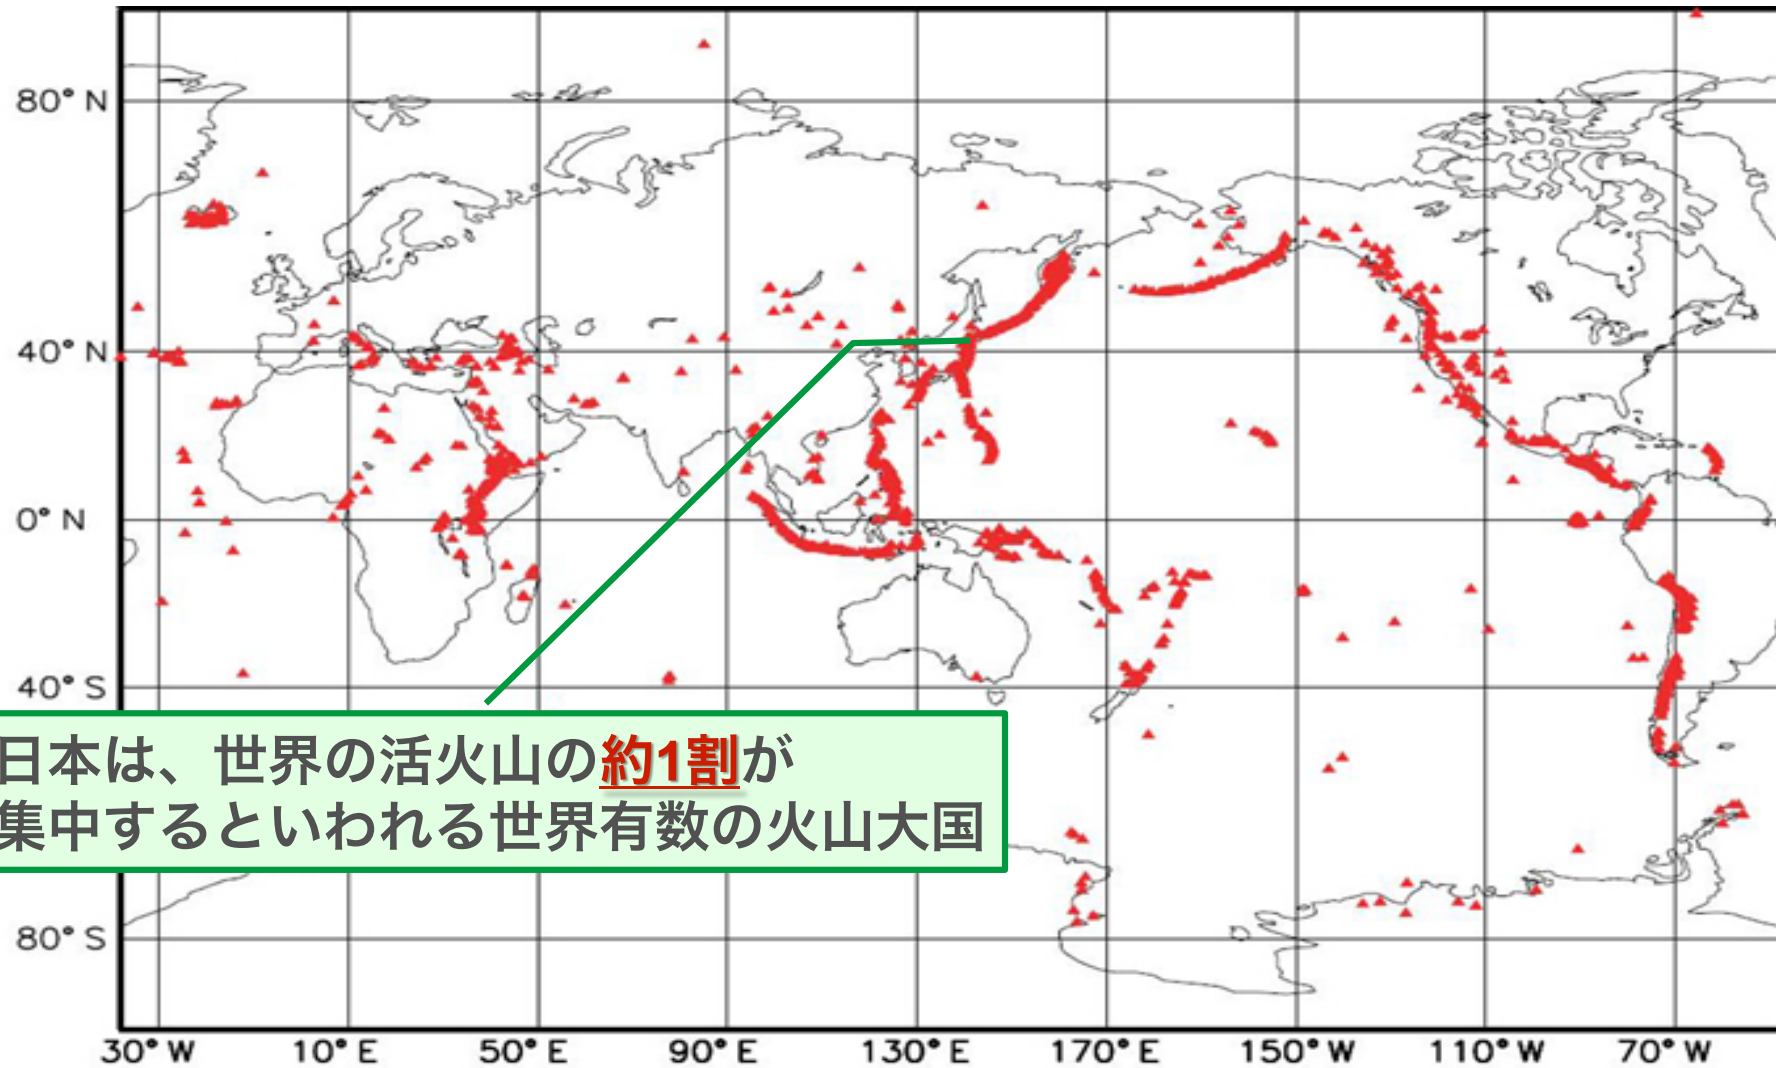 80° N
40° N
0° N
40° S
日本は、世界の活火山の約1割が
集中するといわれる世界有数の火山大国
80° S
30° W 10° E 50° E 90° E 130° E 170° E 150° W 110° W 70° W